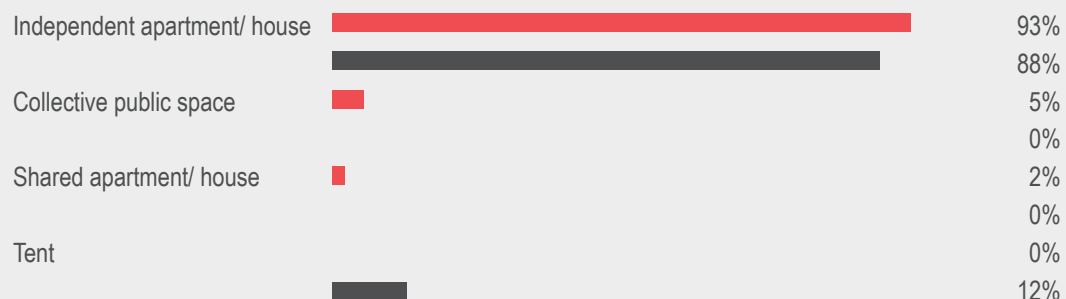 Independent apartment/ house 93%
88%
Collective public space 5%
0%
Shared apartment/ house 2%
0%
Tent 0%
12%